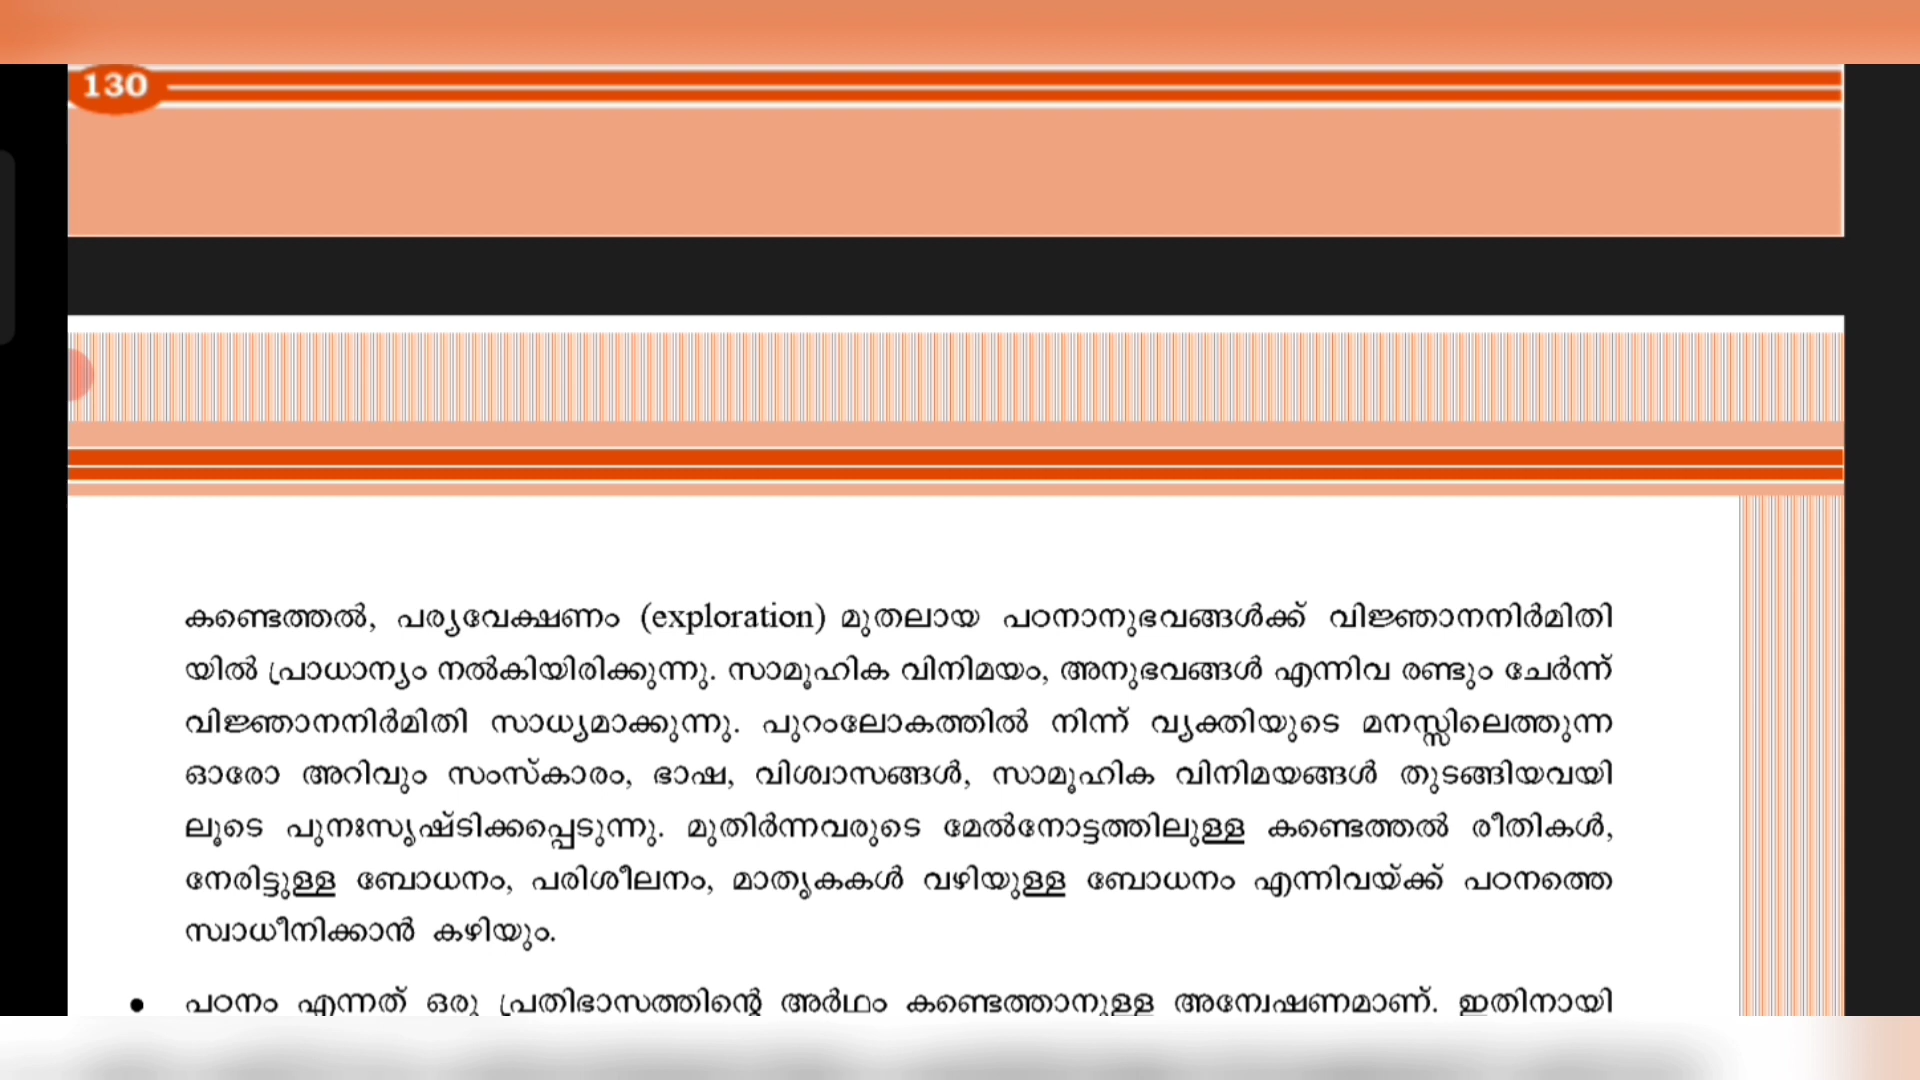 130
കണ്ടെത്തൽ, പര്യവേക്ഷണം (exploration) മുതലായ പഠനാനുഭവങ്ങൾക്ക് വിജ്ഞാനനിർമിതി
യിൽ പ്രാധാന്യം നൽകിയിരിക്കുന്നു. സാമൂഹിക വിനിമയം, അനുഭവങ്ങൾ എന്നിവ രണ്ടും ചേർന്ന്
വിജ്ഞാനനിർമിതി സാധ്യമാക്കുന്നു. പുറംലോകത്തിൽ നിന്ന് വ്യക്തിയുടെ മനസ്സിലെത്തുന്ന
ഓരോ അറിവും സംസ്കാരം, ഭാഷ, വിശ്വാസങ്ങൾ, സാമൂഹിക വിനിമയങ്ങൾ തുടങ്ങിയവയി
ലൂടെ പുനഃസൃഷ്ടിക്കപ്പെടുന്നു. മുതിർന്നവരുടെ മേൽനോട്ടത്തിലുള്ള കണ്ടെത്തൽ രീതികൾ,
നേരിട്ടുള്ള ബോധനം, പരിശീലനം, മാതൃകകൾ വഴിയുള്ള ബോധനം എന്നിവയ്ക്ക് പഠനത്തെ
സ്വാധീനിക്കാൻ കഴിയും.
• പഠനം എന്നത് ഒരു പ്രതിഭാസത്തിന്റെ അർഥം കണ്ടെത്താനുള്ള അന്വേഷണമാണ്. ഇതിനായി